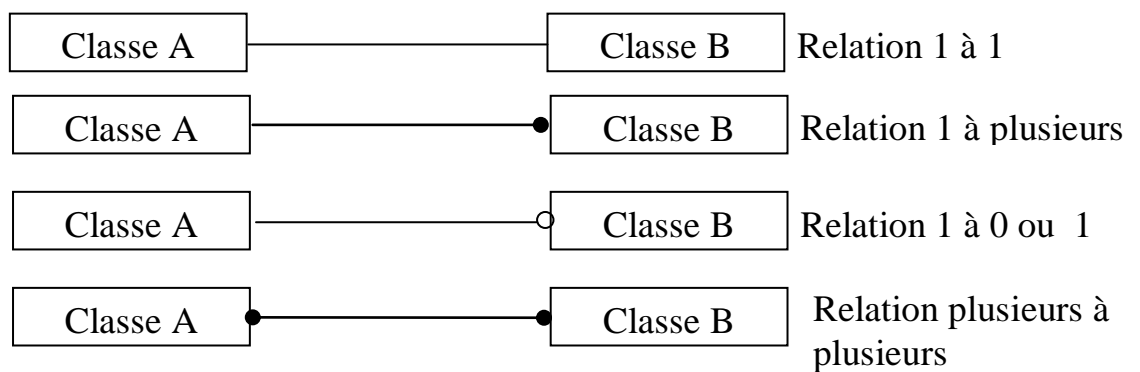 Classe A Classe B Relation 1 à 1
Classe A Classe B Relation 1 à plusieurs
Classe A Classe B Relation 1 à 0 ou 1
Classe A Classe B Relation plusieurs à
plusieurs